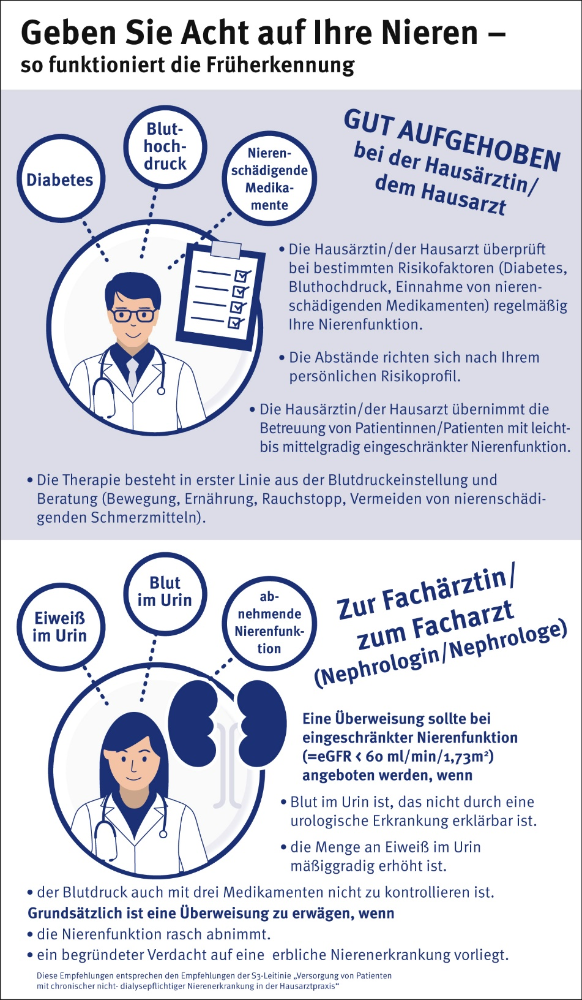 Geben Sie Acht auf Ihre Nieren –
so funktioniert die Früherkennung
Diabetes
Blut-
hoch-
druck
Nieren-
schädigende
Medika-
mente
GUT AUFGEHOBEN
bei der Hausärztin/
dem Hausarzt
• Die Hausärztin/der Hausarzt überprüft
bei bestimmten Risikofaktoren (Diabetes,
Bluthochdruck, Einnahme von nieren-
schädigenden Medikamenten) regelmäßig
Ihre Nierenfunktion.
• Die Abstände richten sich nach Ihrem
persönlichen Risikoprofil.
• Die Hausärztin/der Hausarzt übernimmt die
Betreuung von Patientinnen/Patienten mit leicht-
bis mittelgradig eingeschränkter Nierenfunktion.
• Die Therapie besteht in erster Linie aus der Blutdruckeinstellung und
Beratung (Bewegung, Ernährung, Rauchstopp, Vermeiden von nierenschädi-
genden Schmerzmitteln).
Eiweiß
im Urin
Blut
im Urin
ab-
nehmende
Nierenfunk-
tion
Zur Fachärztin/
zum Facharzt
(Nephrologin/Nephrologe)
Eine Überweisung sollte bei
eingeschränkter Nierenfunktion
(=eGFR < 60 ml/min/1,73m²)
angeboten werden, wenn
• Blut im Urin ist, das nicht durch eine
urologische Erkrankung erklärbar ist.
• die Menge an Eiweiß im Urin
mäßiggradig erhöht ist.
• der Blutdruck auch mit drei Medikamenten nicht zu kontrollieren ist.
Grundsätzlich ist eine Überweisung zu erwägen, wenn
• die Nierenfunktion rasch abnimmt.
• ein begründeter Verdacht auf eine erbliche Nierenerkrankung vorliegt.
Diese Empfehlungen entsprechen den Empfehlungen der S3-Leitinie „Versorgung von Patienten
mit chronischer nicht- dialysepflichtiger Nierenerkrankung in der Hausarztpraxis“